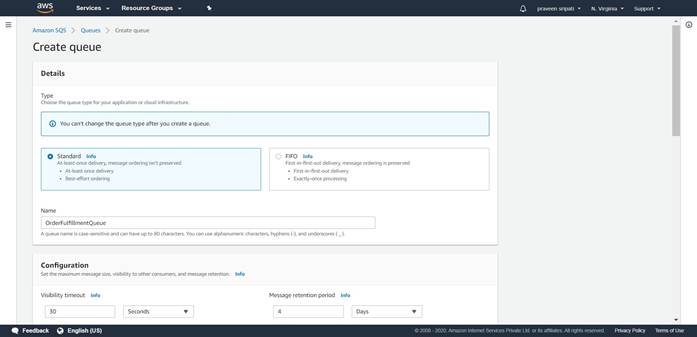 aws Services Resource Groups praveen sripati N. Virginia Support
Amazon SQS > Queues > Create queue
Create queue
Details
Type
Choose the queue type for your application or cloud infrastructure.
You can't change the queue type after you create a queue.
Standard Info
At-least-once delivery, message ordering isn't preserved
• At-least once delivery
• Best-effort ordering
FIFO Info
First-in-first-out delivery, message ordering is preserved
• First-in-first-out delivery
• Exactly-once processing
Name
OrderFulfillmentQueue
A queue name is case-sensitive and can have up to 80 characters. You can use alphanumeric characters, hyphens (-), and underscores ( _ ).
Configuration
Set the maximum message size, visibility to other consumers, and message retention. Info
Visibility timeout Info
30 Seconds
Message retention period Info
4 Days
Feedback English (US) © 2008 - 2020, Amazon Internet Services Private Ltd. or its affiliates. All rights reserved. Privacy Policy Terms of Use